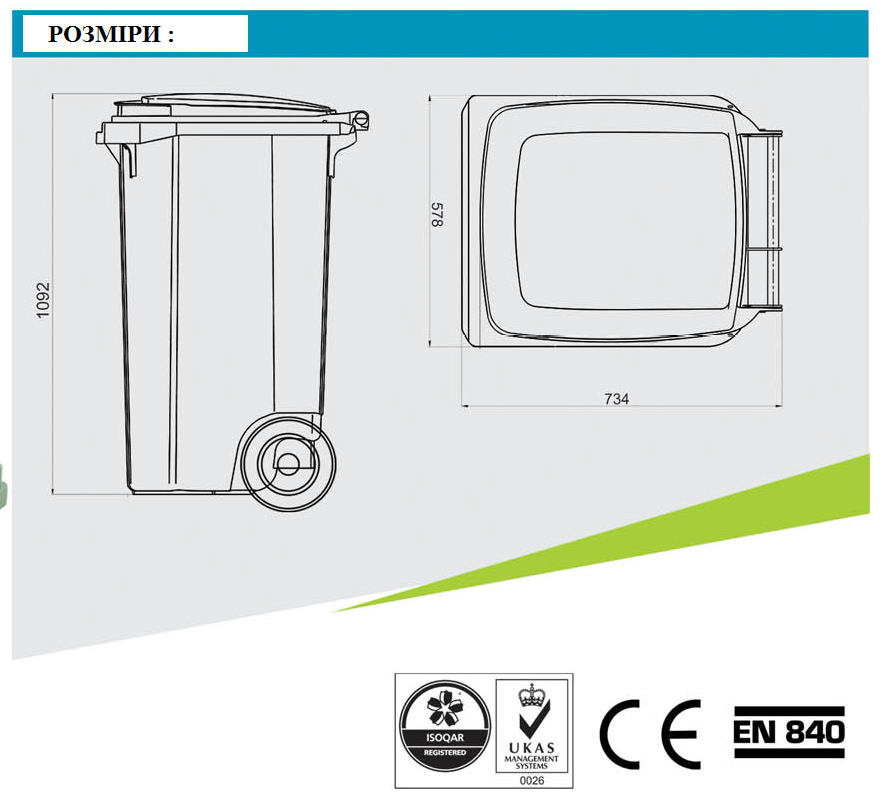 РОЗМІРИ :
1092
578
734
ISOQAR
REGISTERED
UKAS
MANAGEMENT
SYSTEMS
0026
CE
EN 840